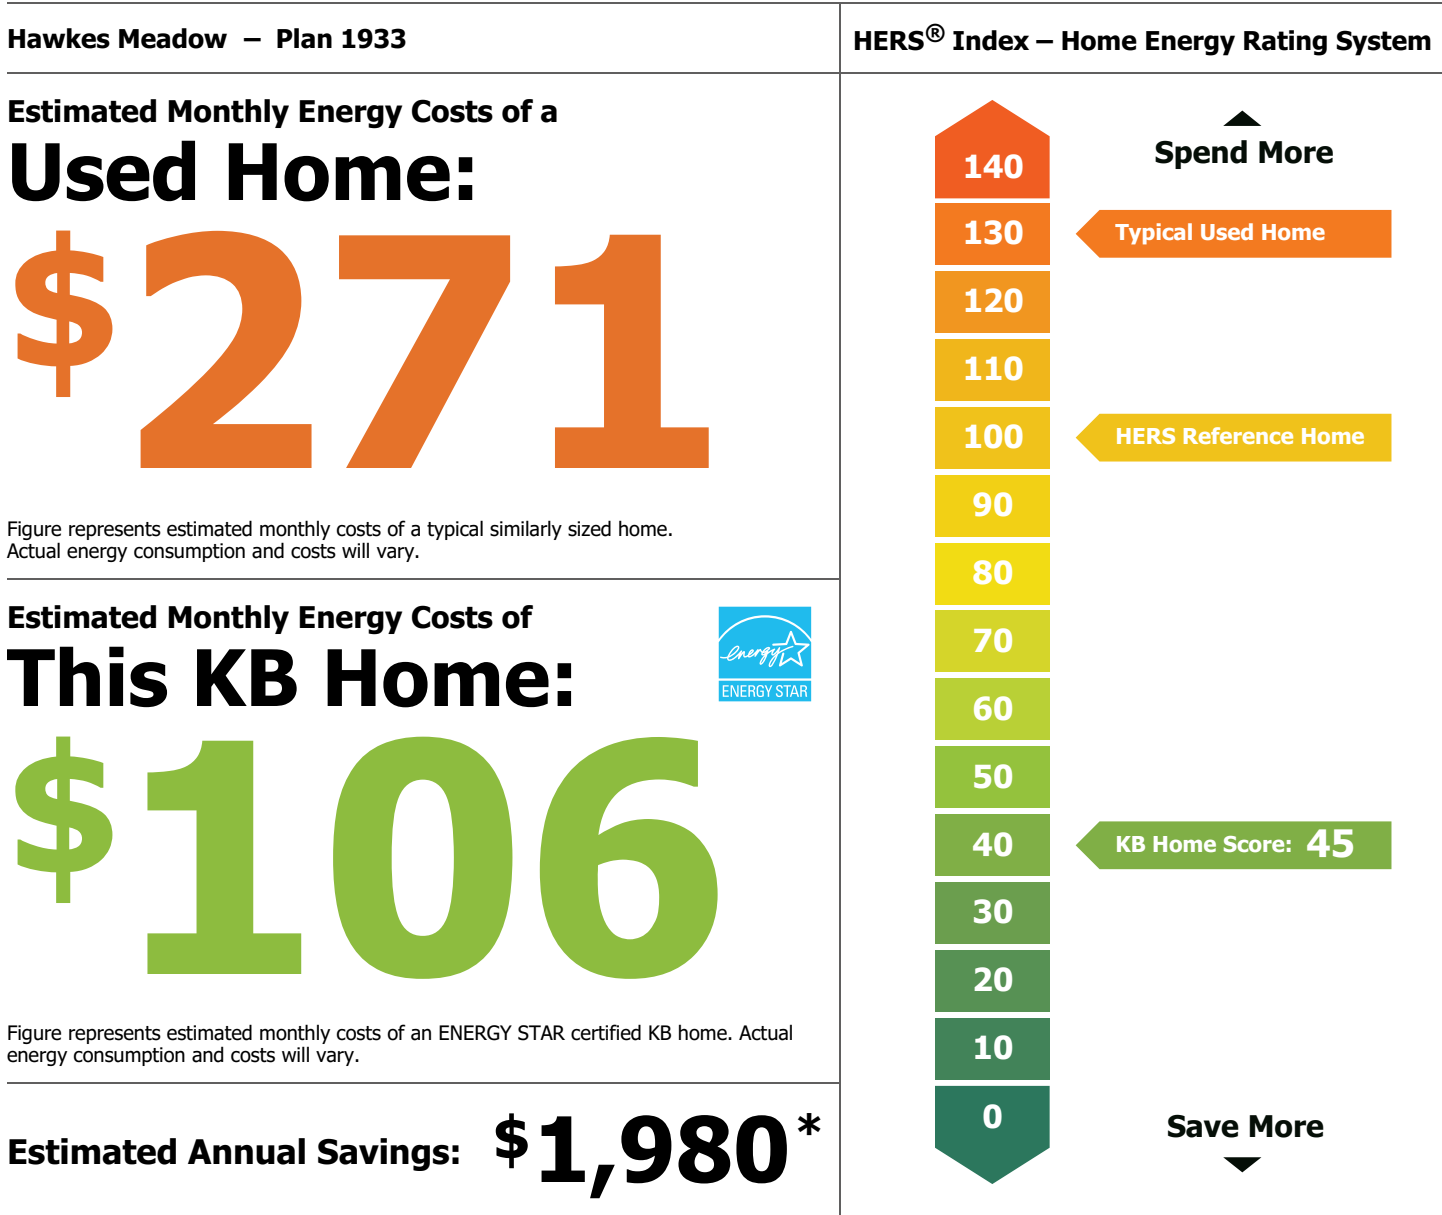 Hawkes Meadow – Plan 1933
Estimated Monthly Energy Costs of a
Used Home:
$271
Figure represents estimated monthly costs of a typical similarly sized home.
Actual energy consumption and costs will vary.
Estimated Monthly Energy Costs of
This KB Home:
energy
ENERGY STAR
$106
Figure represents estimated monthly costs of an ENERGY STAR certified KB home. Actual
energy consumption and costs will vary.
Estimated Annual Savings: $1,980*
HERS® Index – Home Energy Rating System
Spend More
140
130 Typical Used Home
120
110
100 HERS Reference Home
90
80
70
60
50
40 KB Home Score: 45
30
20
10
0
Save More